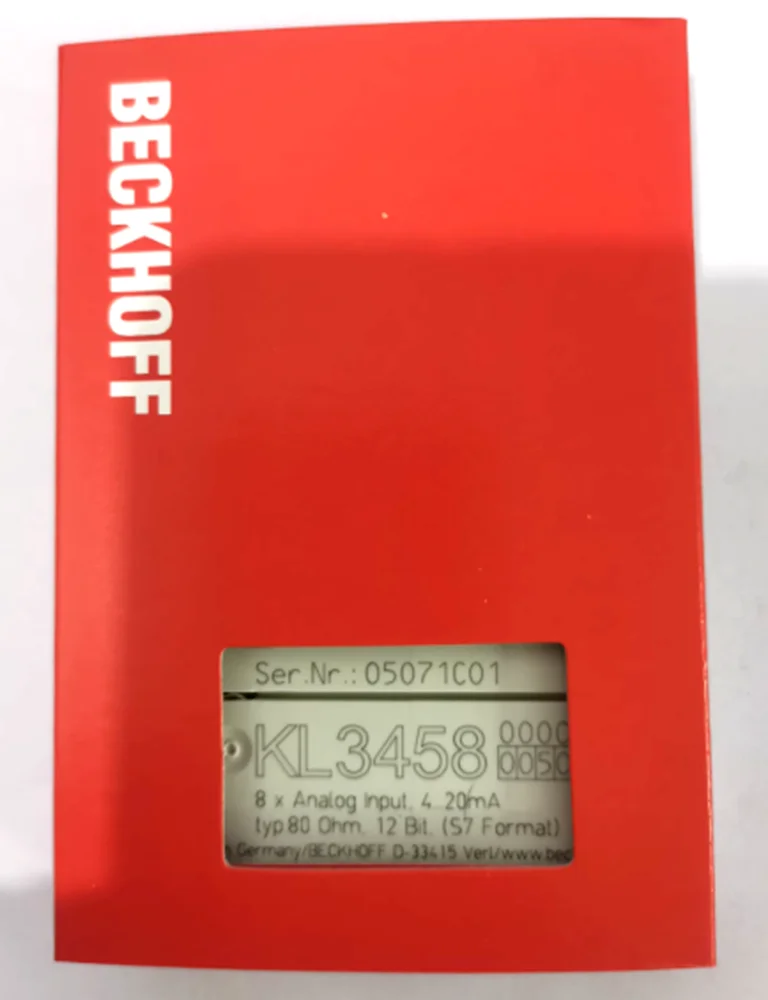 BECKHOFF
Ser.Nr.: 05071C01
KL3458 0000
0050
8 x Analog Input, 4..20mA
typ 80 Ohm, 12 Bit, (S7 Format)
Germany/BECKHOFF D-33415 Verl/www.bec